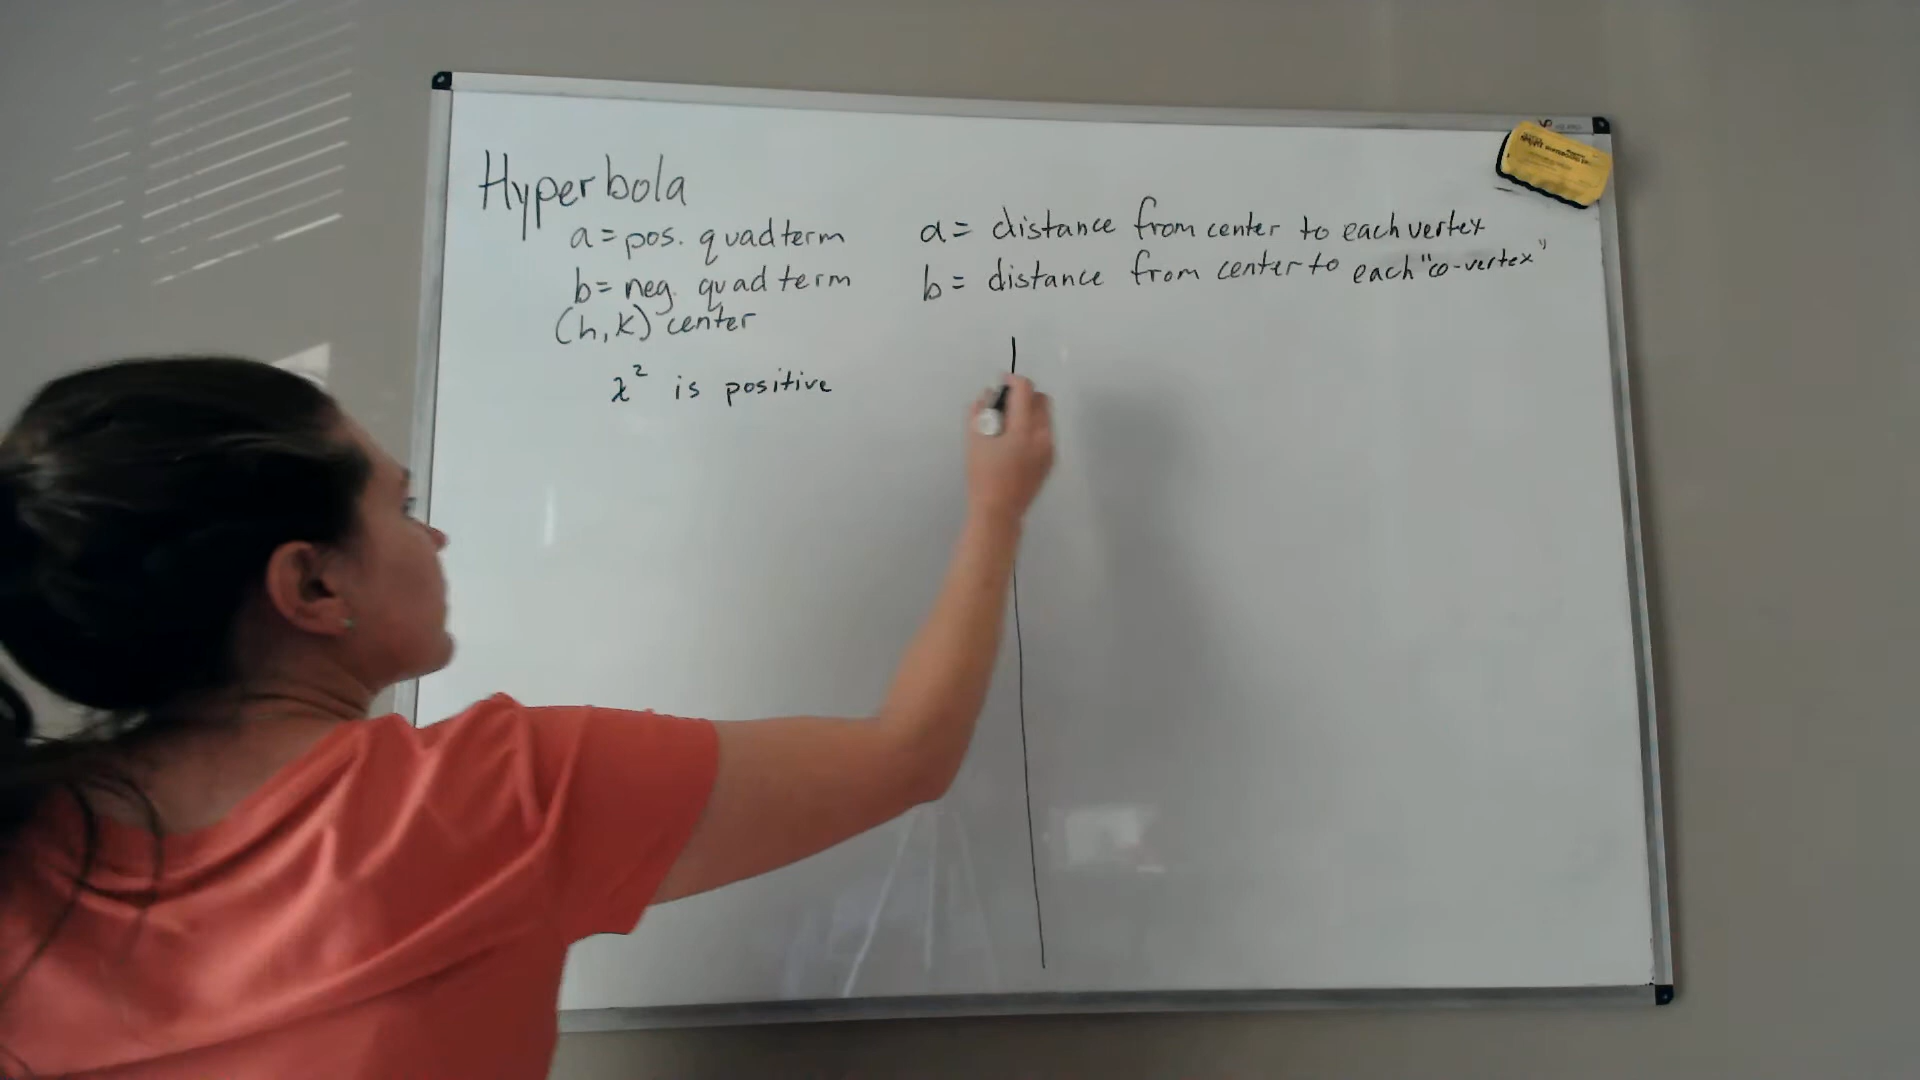 Hyperbola
a = pos. quad term
b = neg. quad term
(h, k) center
x² is positive
a = distance from center to each vertex
b = distance from center to each "co-vertex"